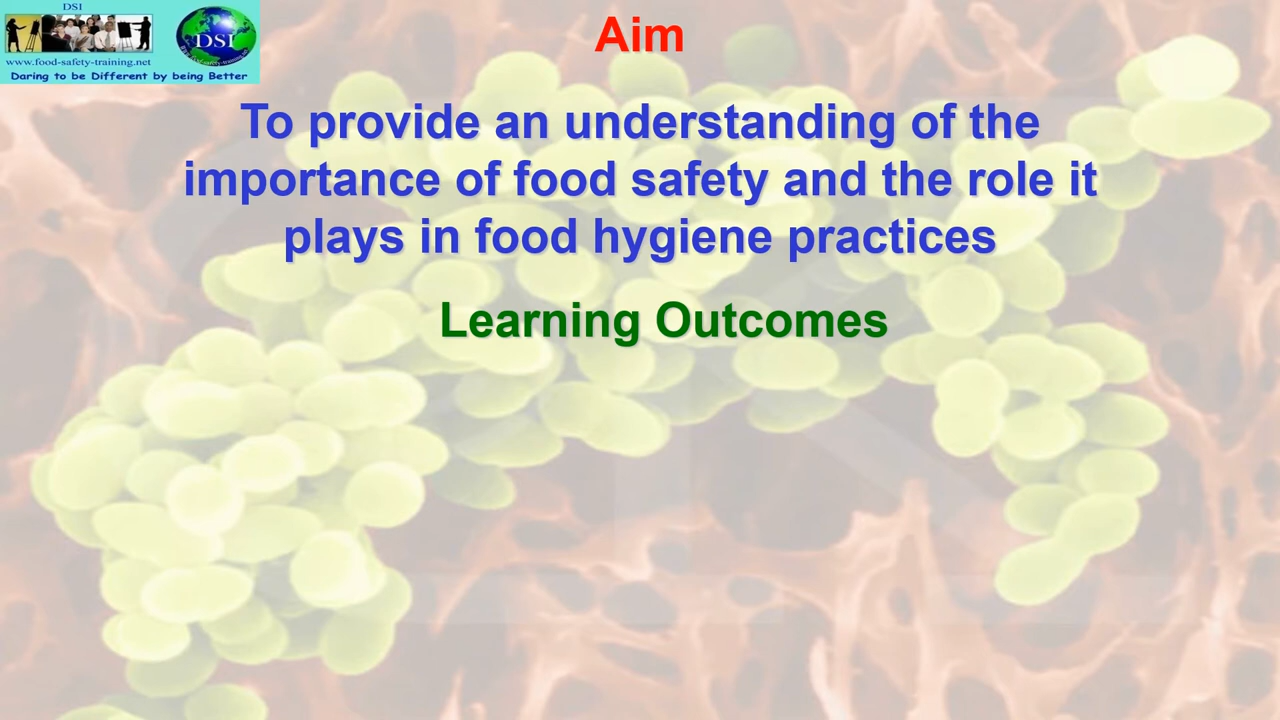 DSI
DSI
www.food-safety-training.net
Daring to be Different by being Better
Aim
To provide an understanding of the
importance of food safety and the role it
plays in food hygiene practices
Learning Outcomes